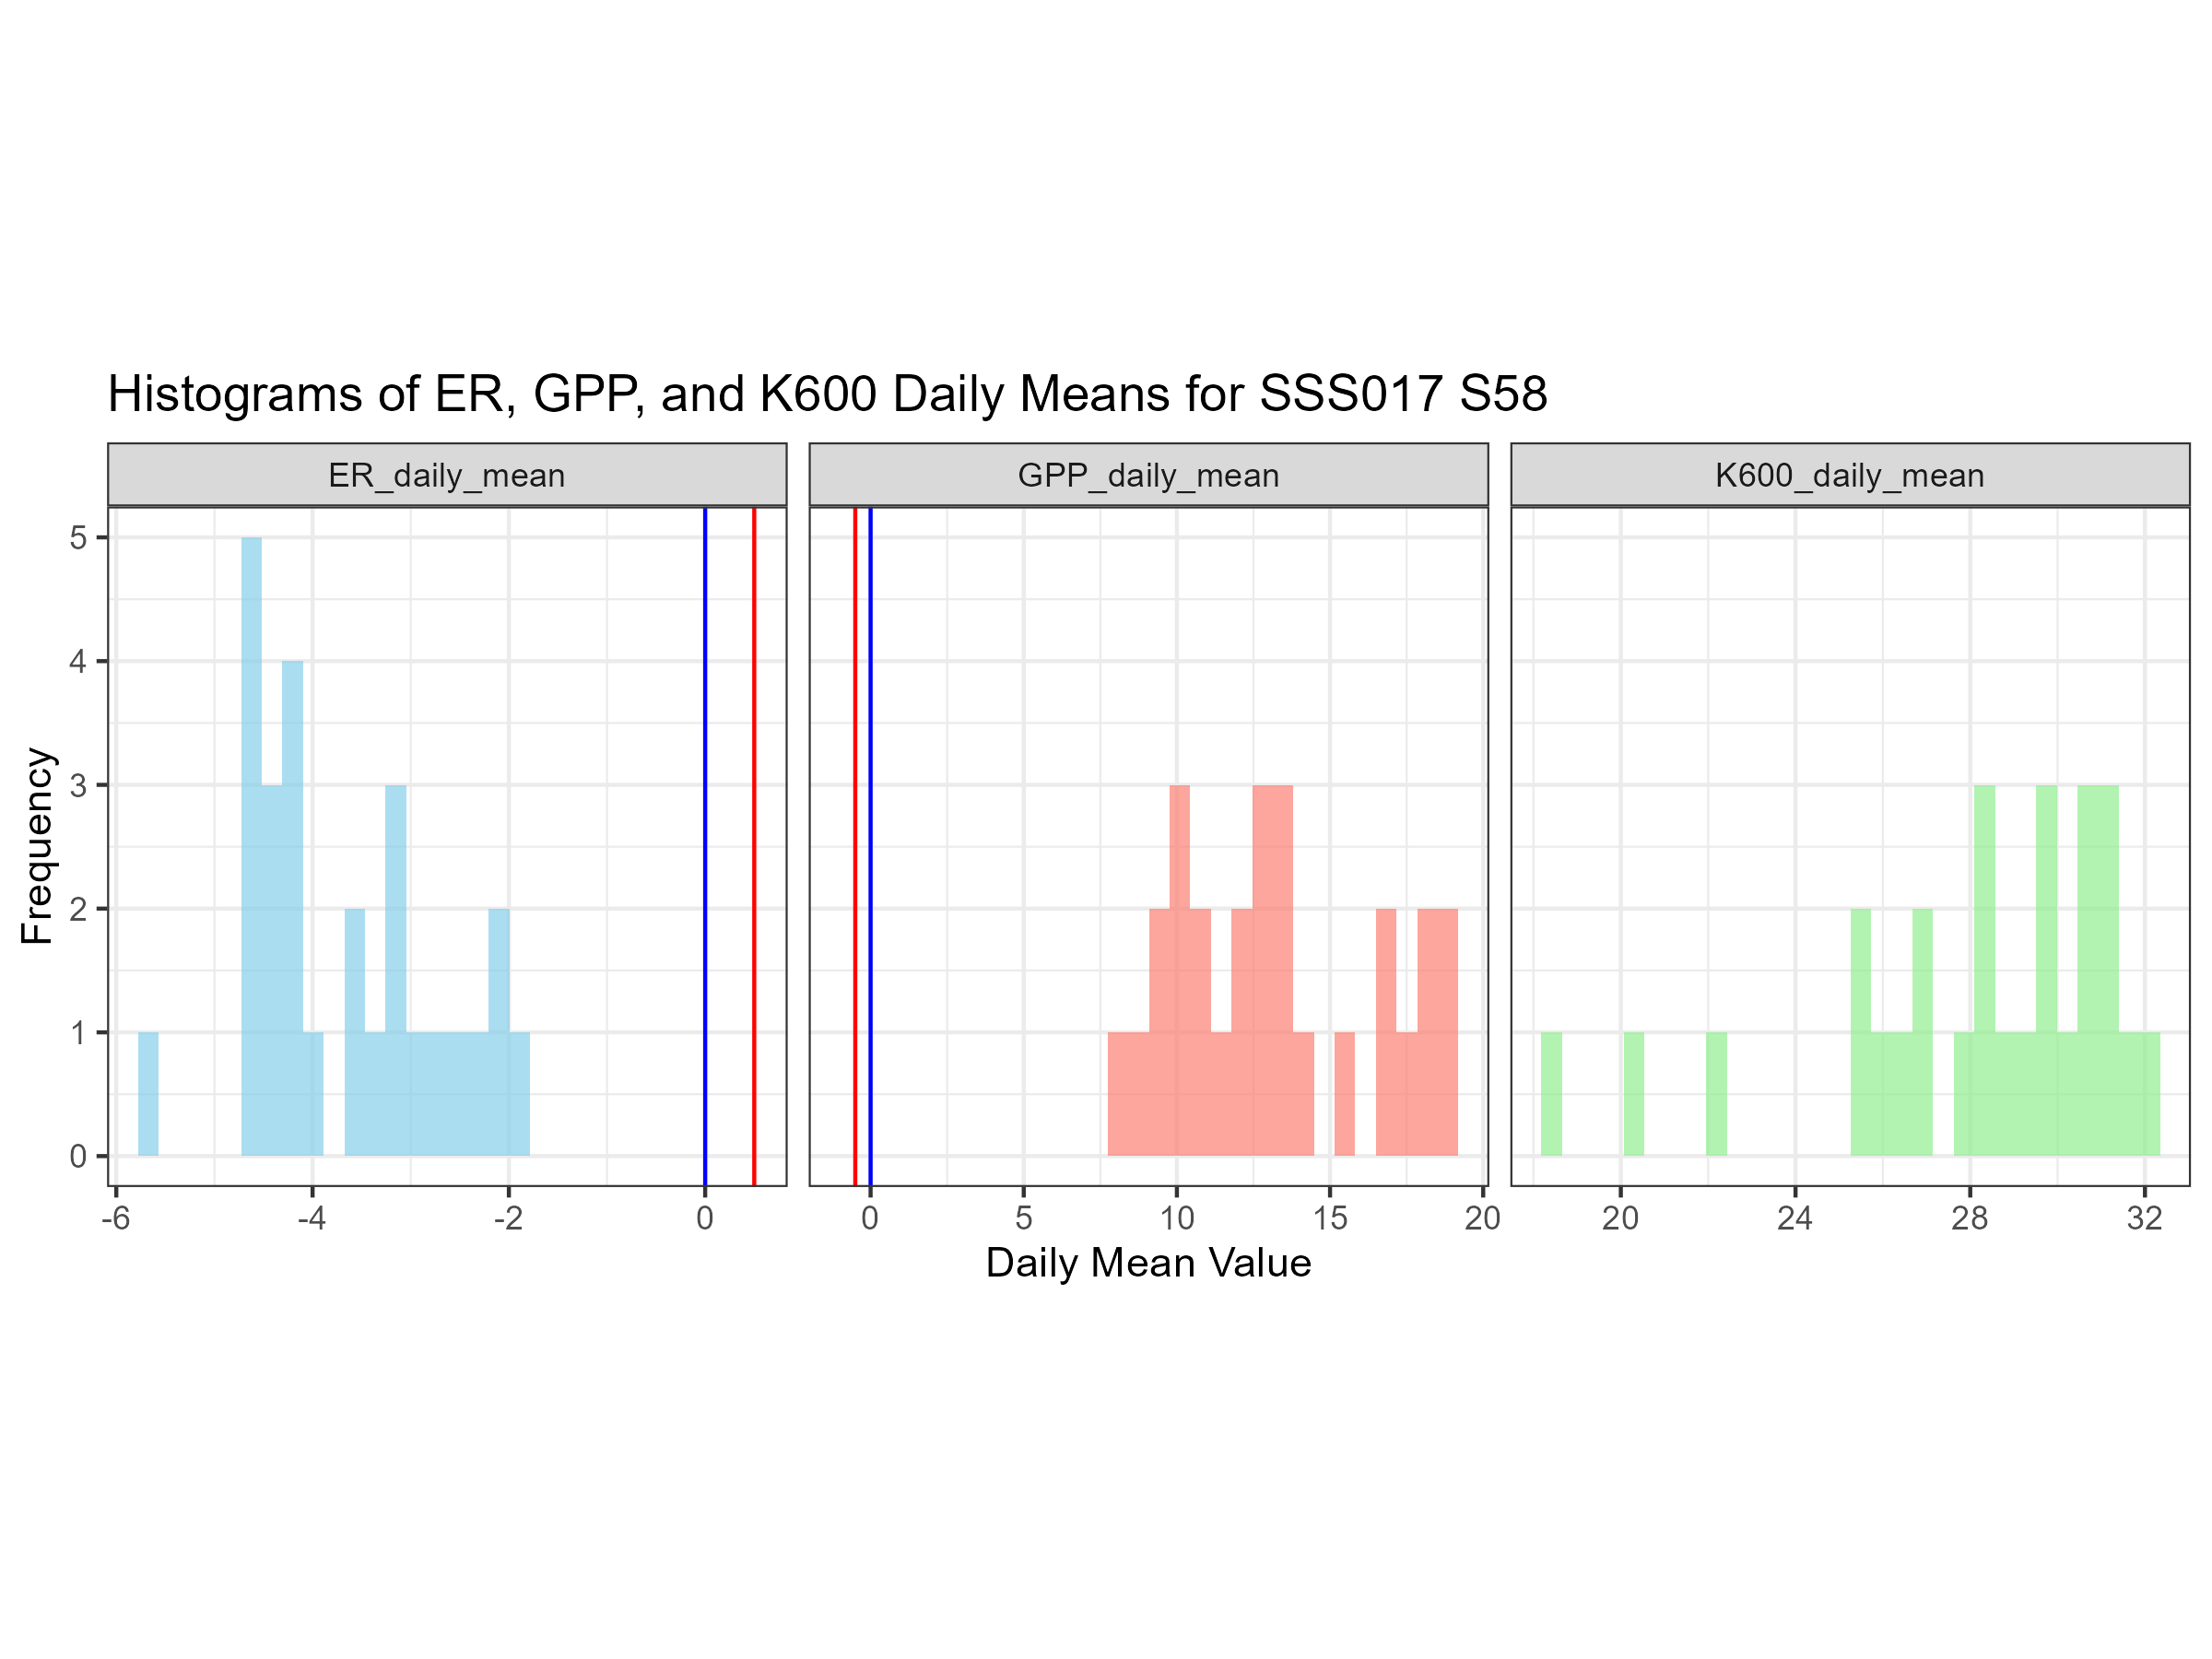 Histograms of ER, GPP, and K600 Daily Means for SSS017 S58
ER_daily_mean GPP_daily_mean K600_daily_mean
5
4
3
2
1
0
Frequency
-6 -4 -2 0 0 5 10 15 20 20 24 28 32
Daily Mean Value